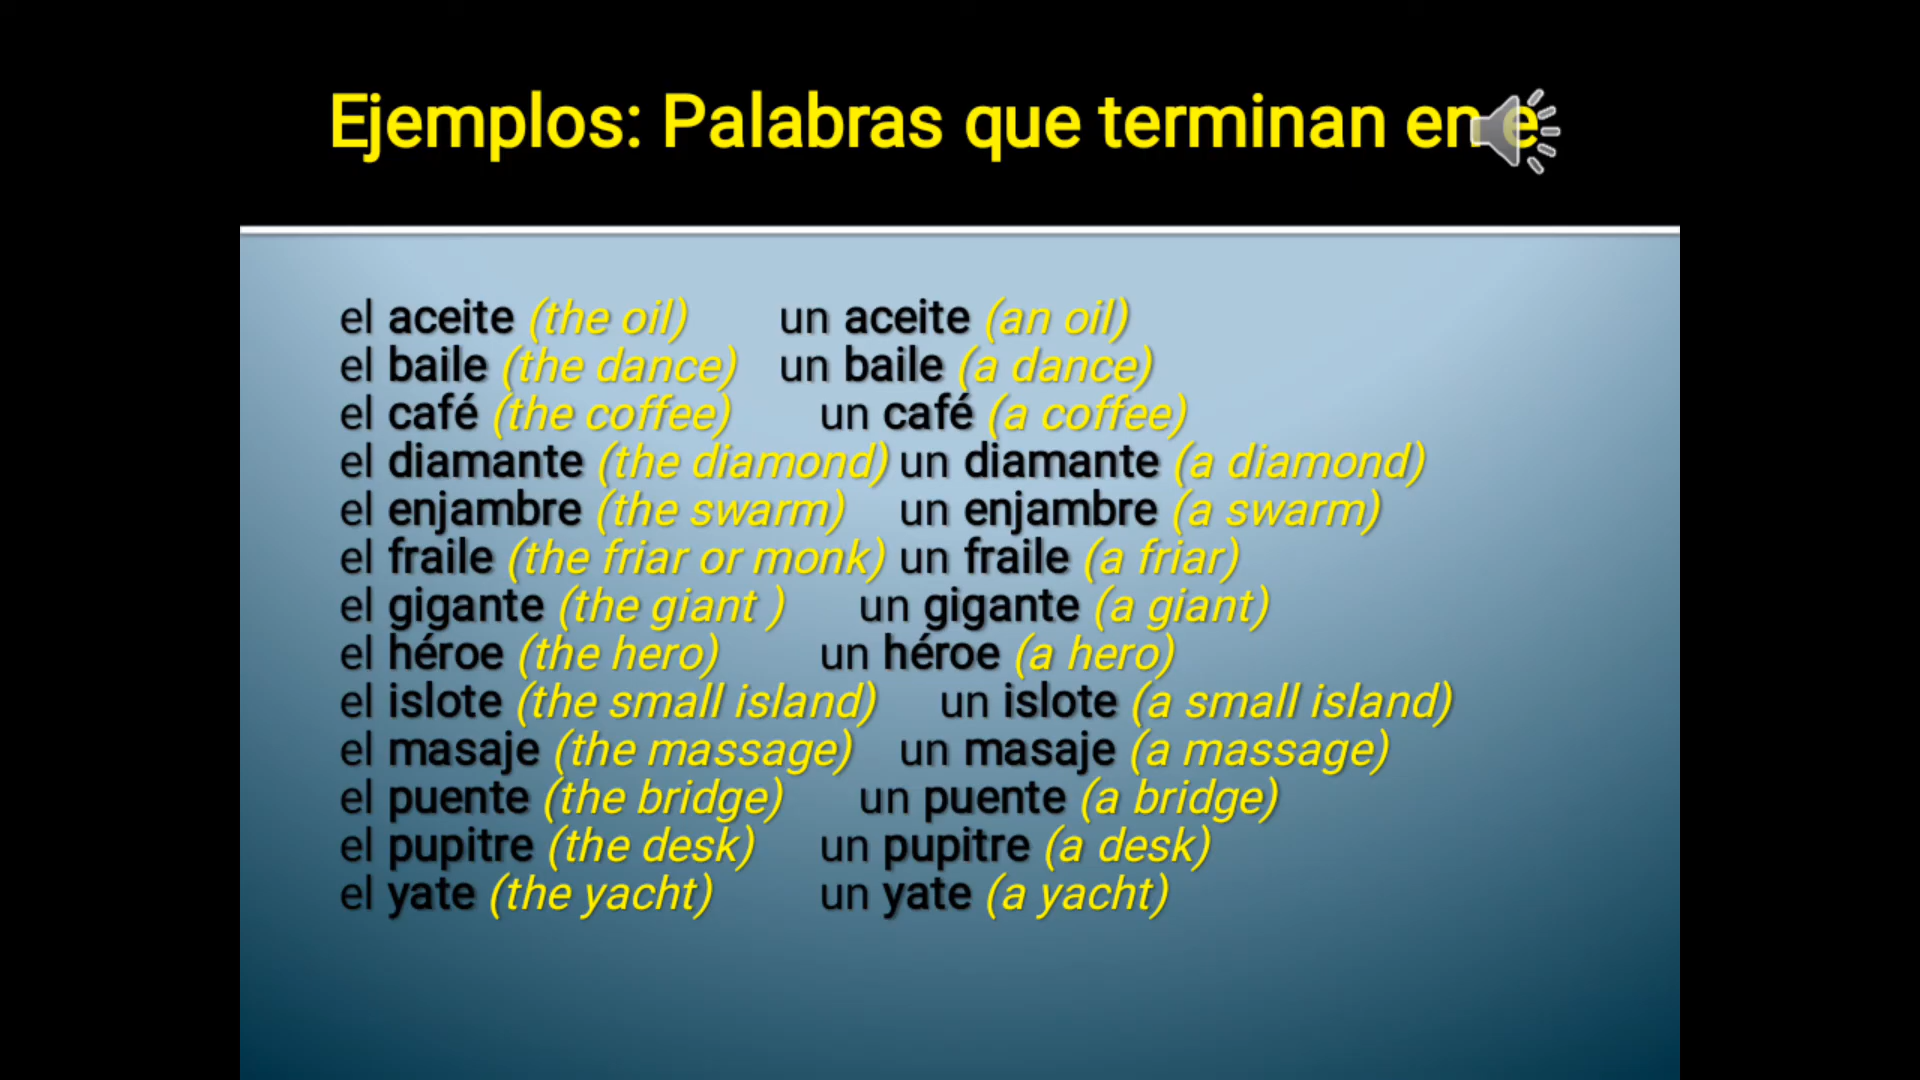 Ejemplos: Palabras que terminan en e
el aceite (the oil) un aceite (an oil)
el baile (the dance) un baile (a dance)
el café (the coffee) un café (a coffee)
el diamante (the diamond) un diamante (a diamond)
el enjambre (the swarm) un enjambre (a swarm)
el fraile (the friar or monk) un fraile (a friar)
el gigante (the giant ) un gigante (a giant)
el héroe (the hero) un héroe (a hero)
el islote (the small island) un islote (a small island)
el masaje (the massage) un masaje (a massage)
el puente (the bridge) un puente (a bridge)
el pupitre (the desk) un pupitre (a desk)
el yate (the yacht) un yate (a yacht)